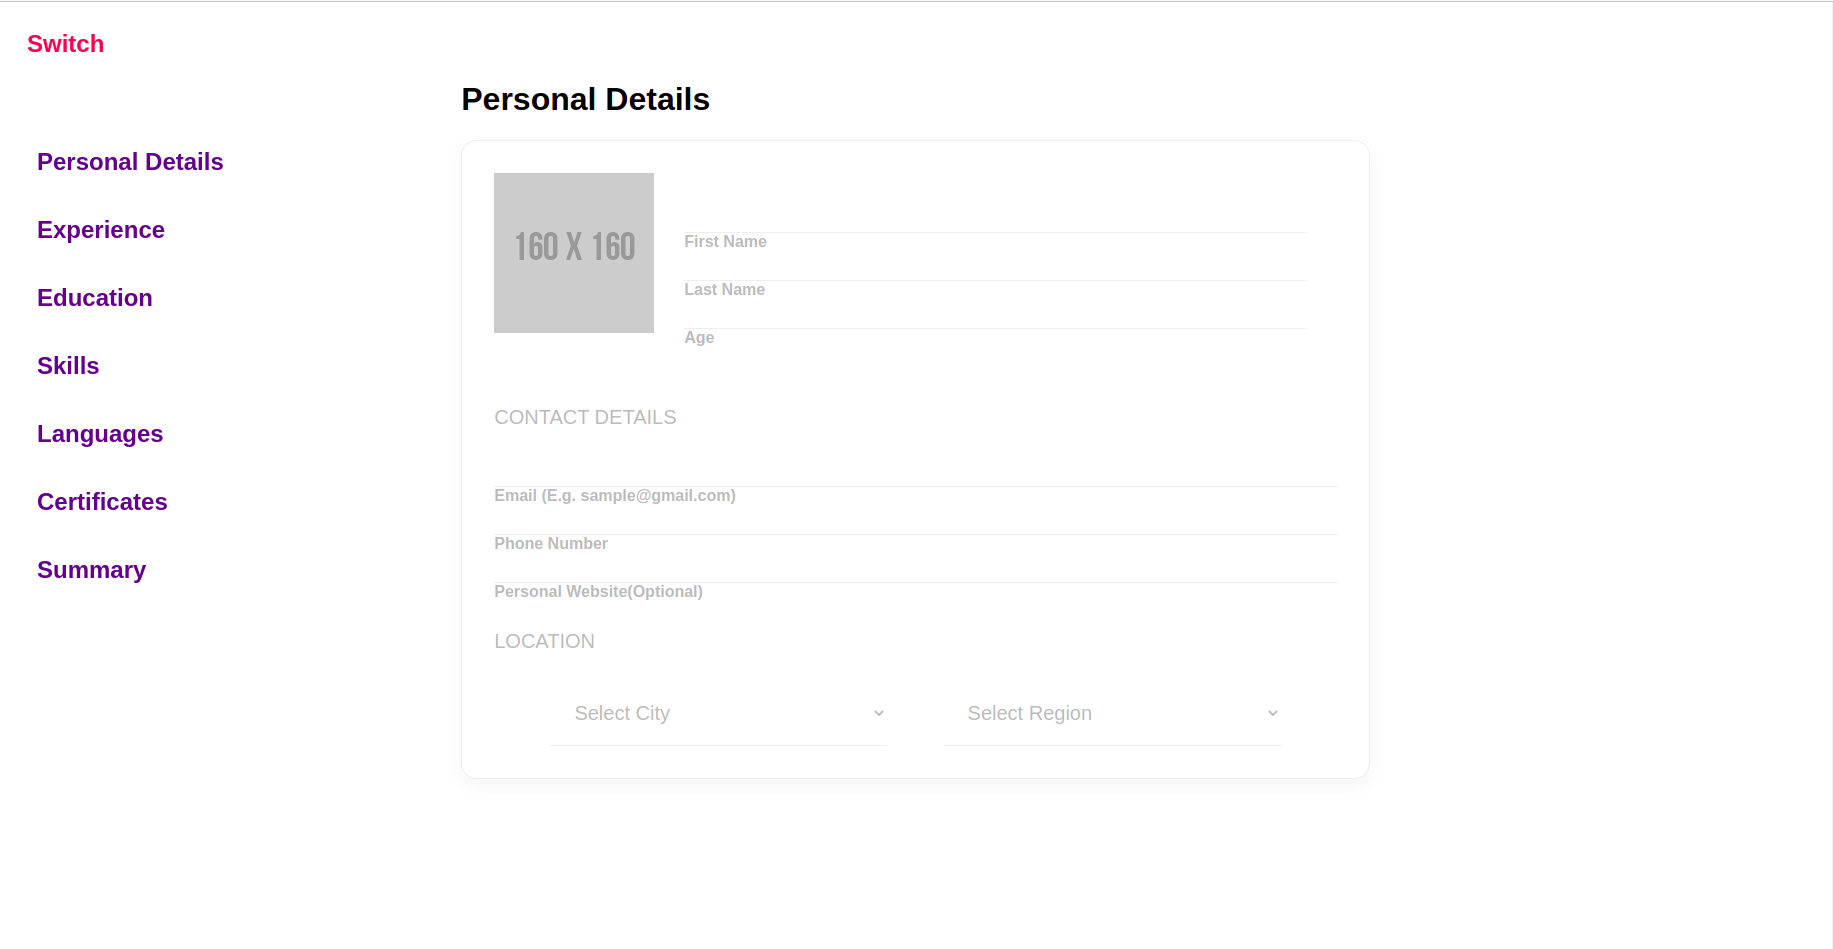 Switch
Personal Details
Experience
Education
Skills
Languages
Certificates
Summary
Personal Details
160 X 160
First Name
Last Name
Age
CONTACT DETAILS
Email (E.g. sample@gmail.com)
Phone Number
Personal Website(Optional)
LOCATION
Select City
Select Region